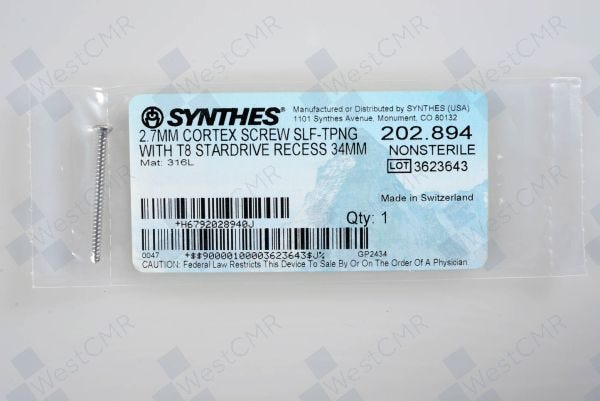 SYNTHES®
Manufactured or Distributed by SYNTHES (USA)
1101 Synthes Avenue, Monument, CO 80132
2.7MM CORTEX SCREW SLF-TPNG
WITH T8 STARDRIVE RECESS 34MM
Mat: 316L
202.894
NONSTERILE
LOT 3623643
Made in Switzerland
Qty: 1
*H6792028940J
0047
*$$90000100003623643$J%
GP2434
CAUTION: Federal Law Restricts This Device To Sale By Or On The Order Of A Physician.
WestCMR